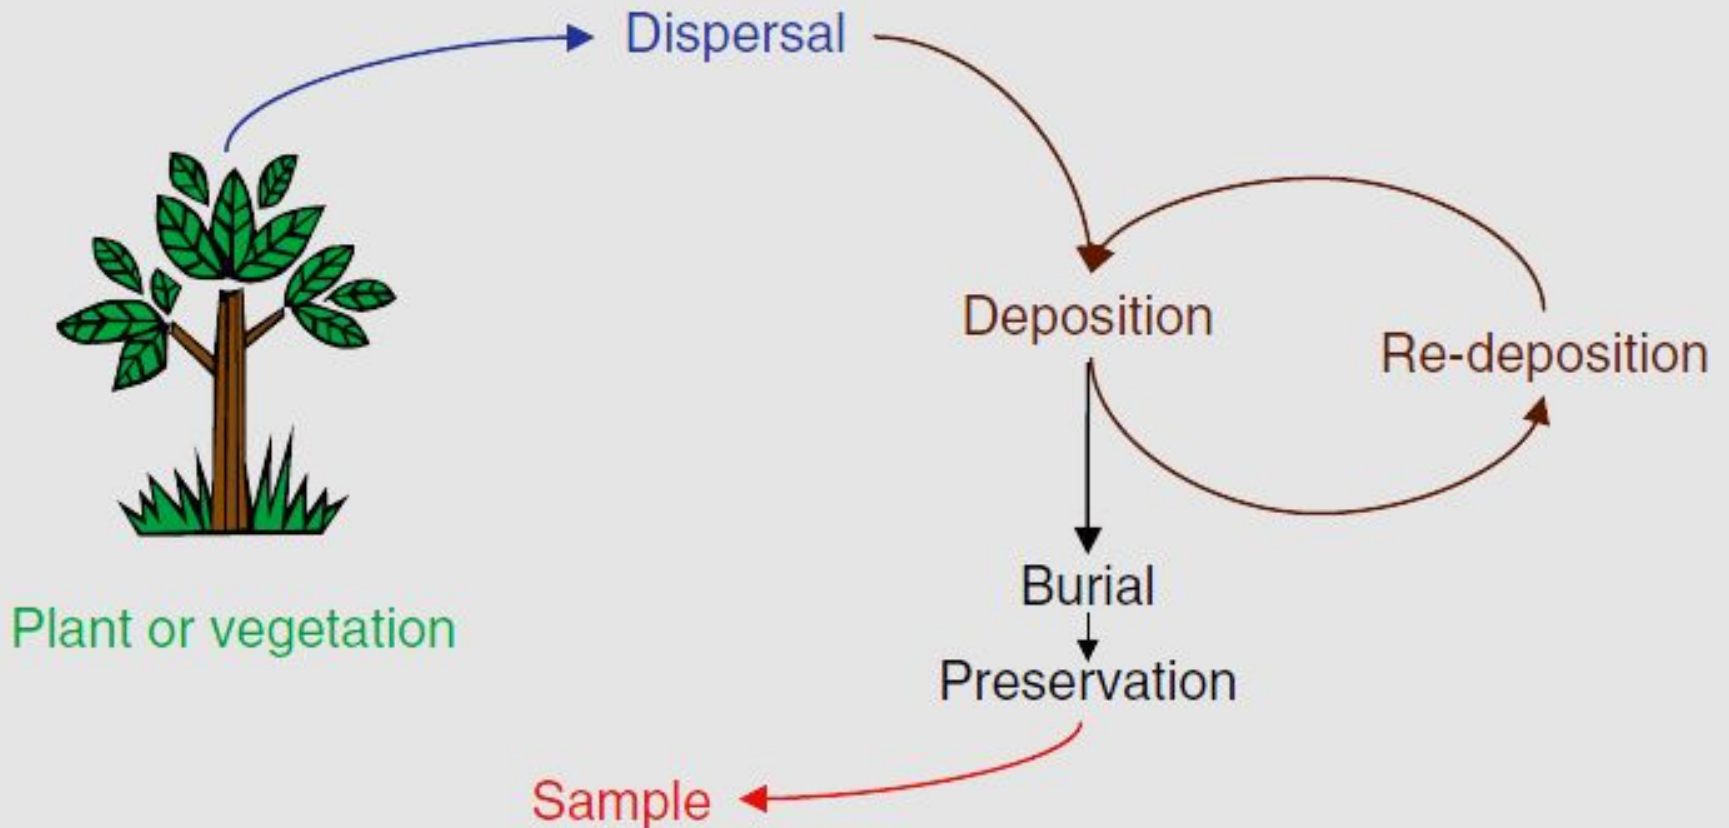 Dispersal
Deposition
Re-deposition
Burial
Plant or vegetation
Preservation
Sample